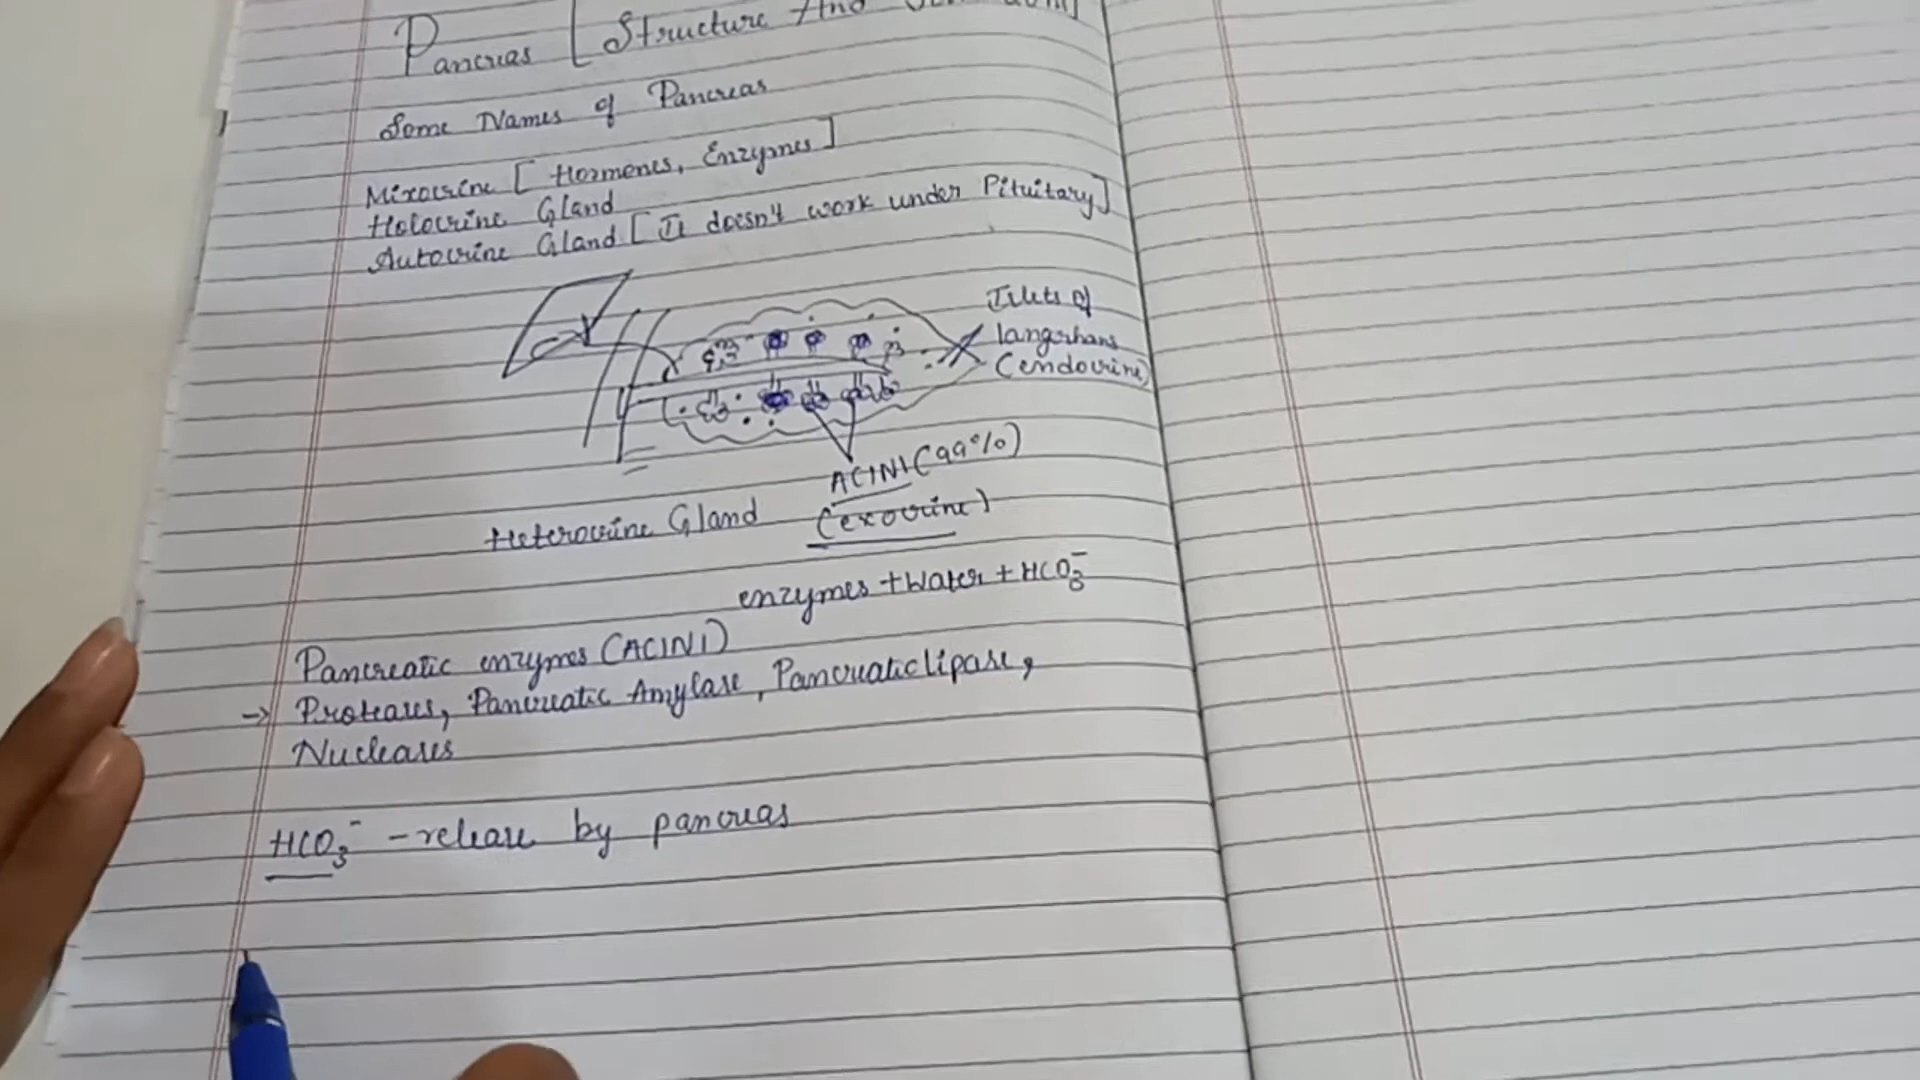 Pancreas [Structure And
Some Names of Pancreas
Mixocrine [Hormones, Enzymes]
Holocrine Gland
Autocrine Gland [It doesn't work under Pituitary]
Islets of
langerhans
(endocrine)
ACINI (99%)
Heterocrine Gland (exocrine)
enzymes + Water + HCO3-
Pancreatic enzymes (ACINI)
→ Proteases, Pancreatic Amylase, Pancreatic lipase,
Nucleases
HCO3- - release by pancreas